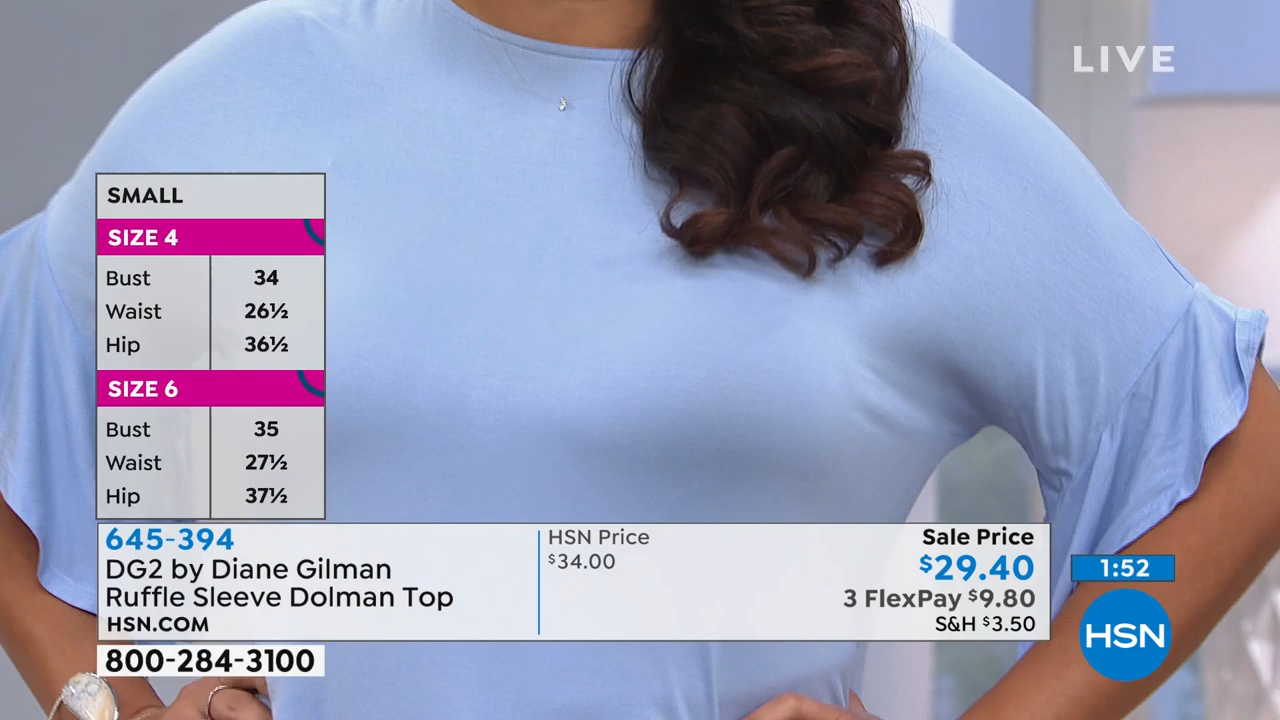 LIVE
SMALL
SIZE 4
Bust 34
Waist 26½
Hip 36½
SIZE 6
Bust 35
Waist 27½
Hip 37½
645-394
DG2 by Diane Gilman
Ruffle Sleeve Dolman Top
HSN.COM
HSN Price
$34.00
Sale Price
$29.40
3 FlexPay $9.80
S&H $3.50
800-284-3100
1:52
HSN